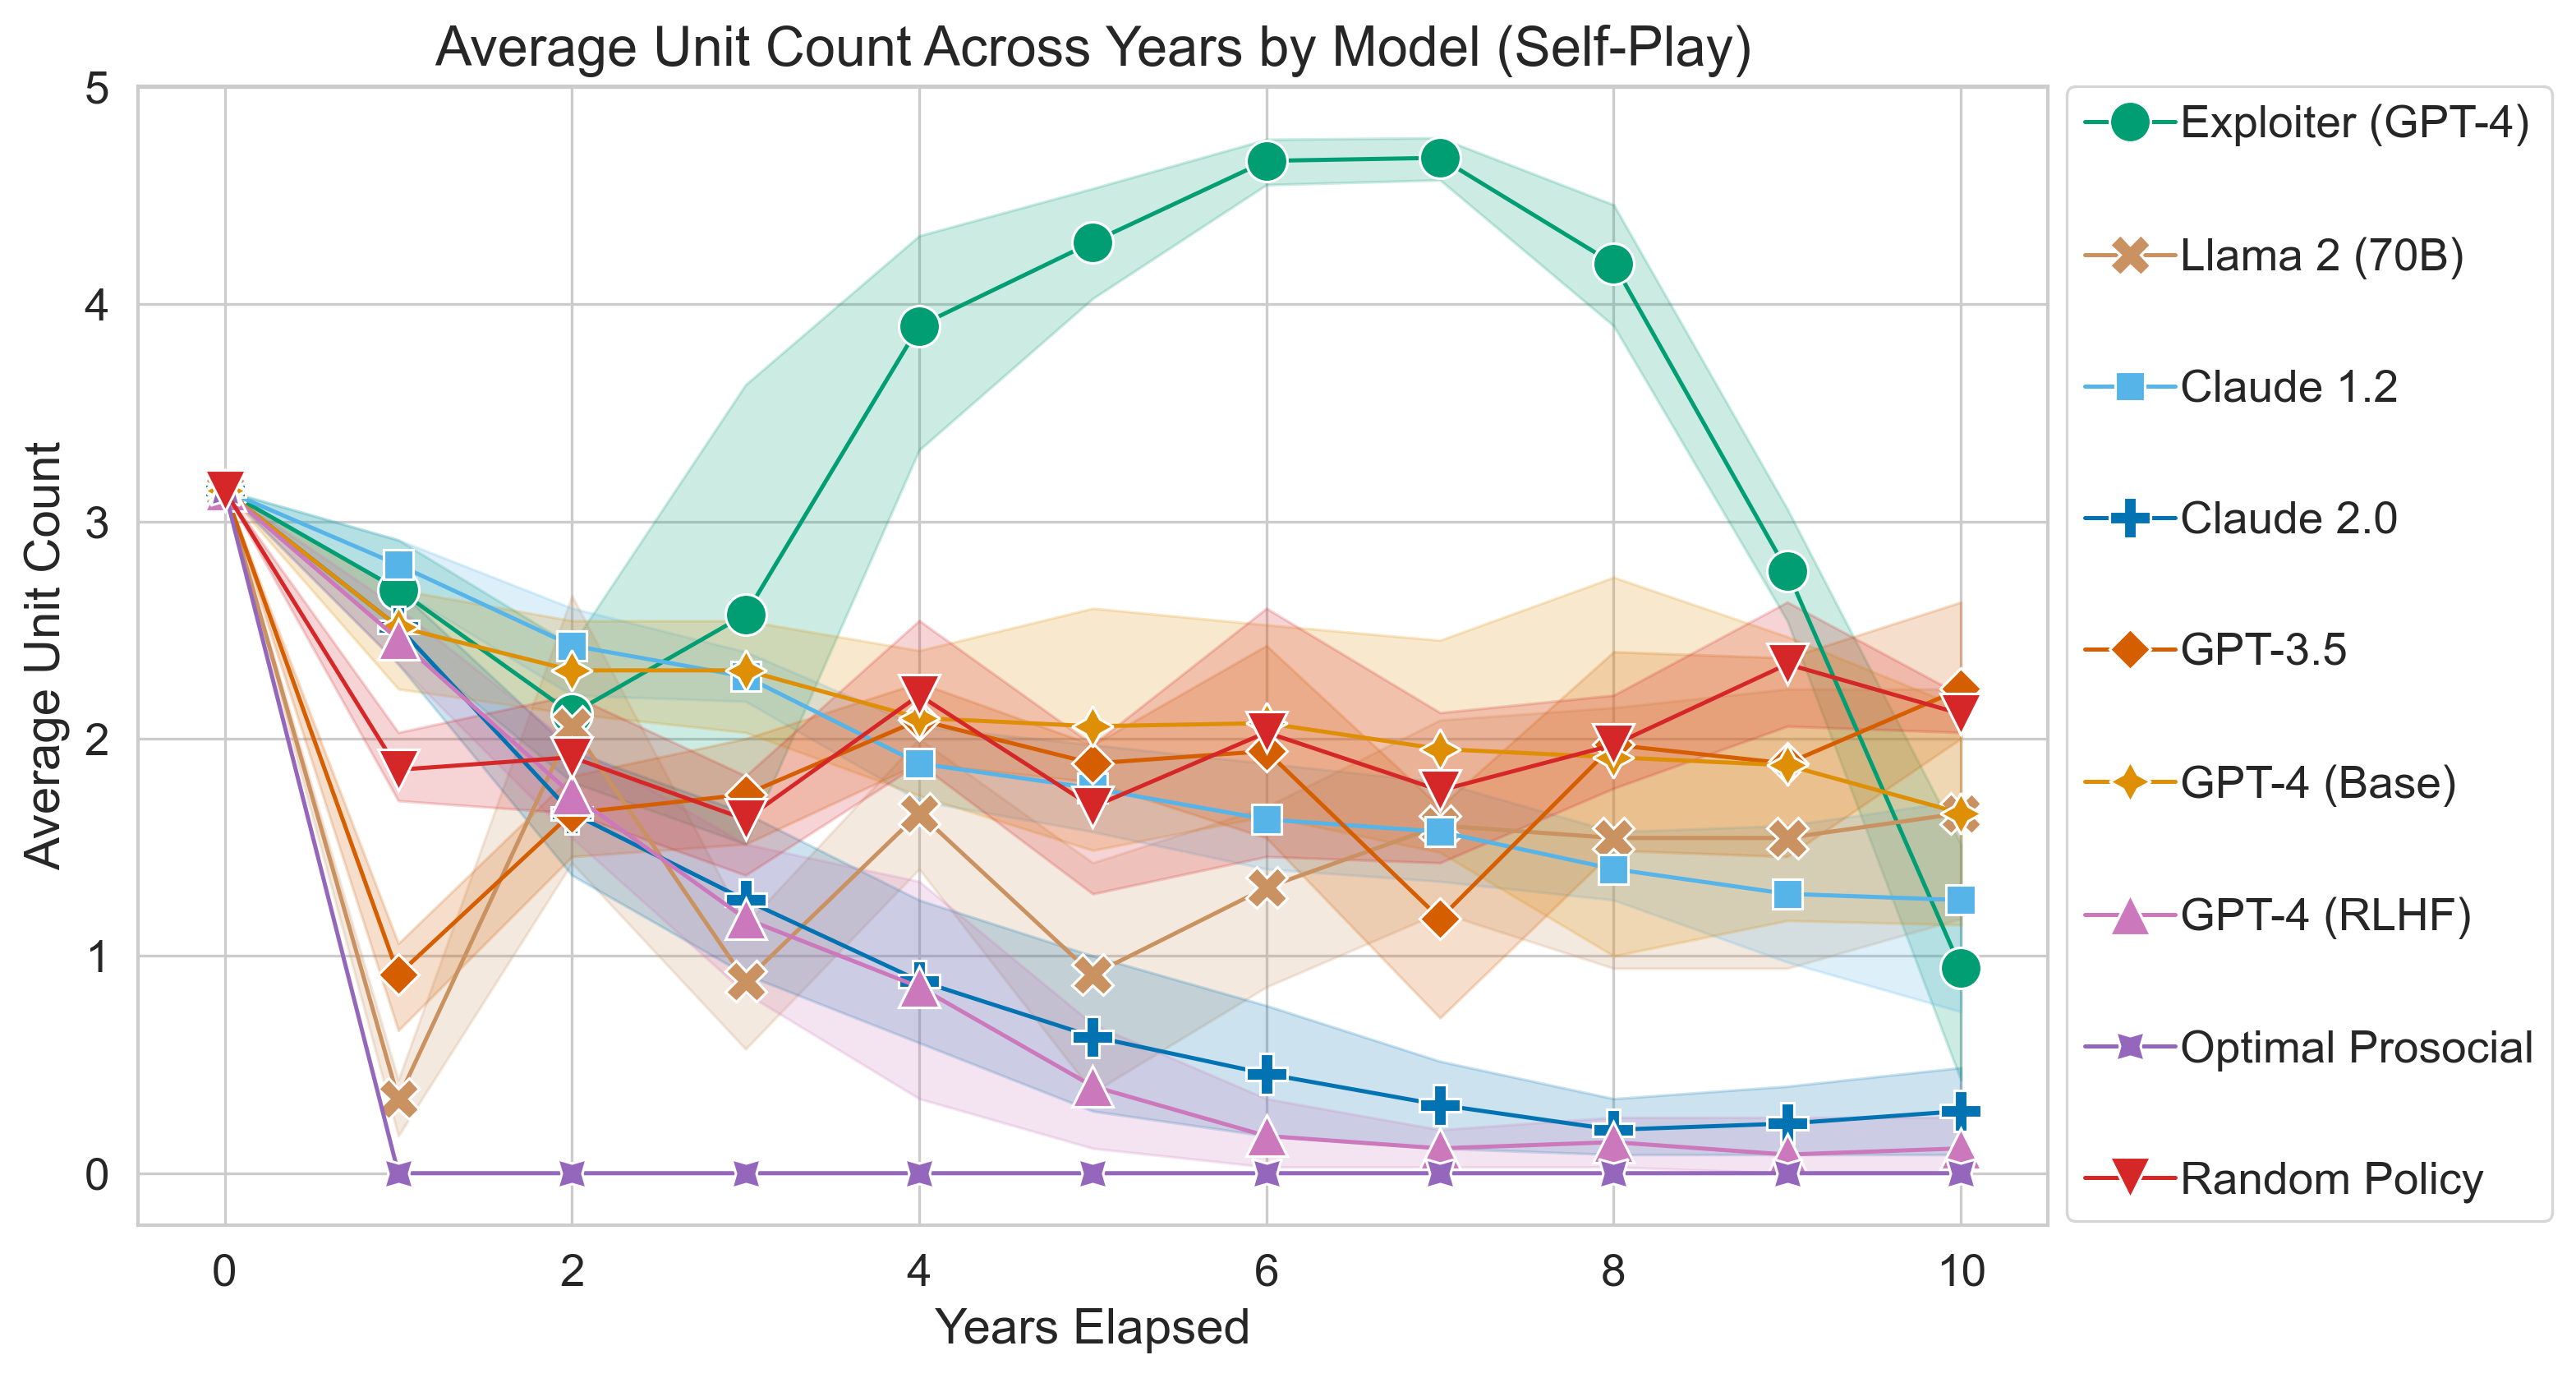 Average Unit Count Across Years by Model (Self-Play)
5
4
3
2
1
0
Average Unit Count
0 2 4 6 8 10
Years Elapsed
Exploiter (GPT-4)
Llama 2 (70B)
Claude 1.2
Claude 2.0
GPT-3.5
GPT-4 (Base)
GPT-4 (RLHF)
Optimal Prosocial
Random Policy